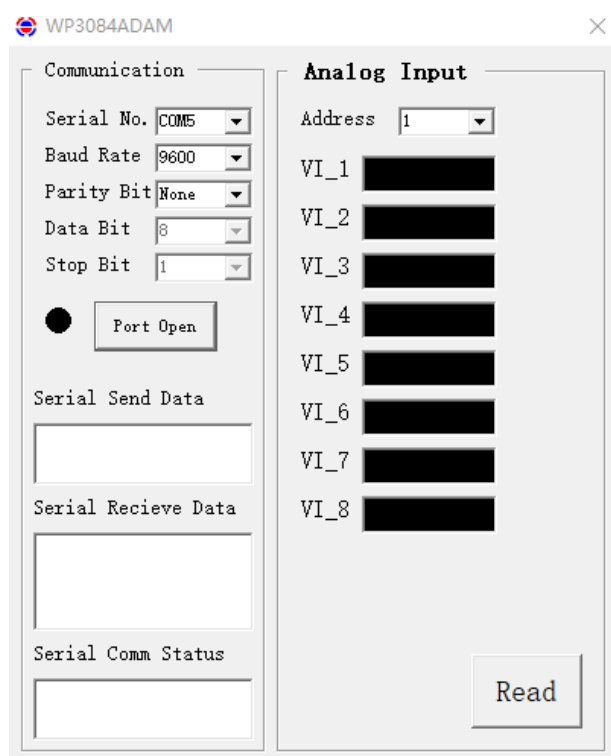 WP3084ADAM
Communication
Serial No. COM5
Baud Rate 9600
Parity Bit None
Data Bit 8
Stop Bit 1
Port Open
Serial Send Data
Serial Recieve Data
Serial Comm Status
Analog Input
Address 1
VI_1
VI_2
VI_3
VI_4
VI_5
VI_6
VI_7
VI_8
Read